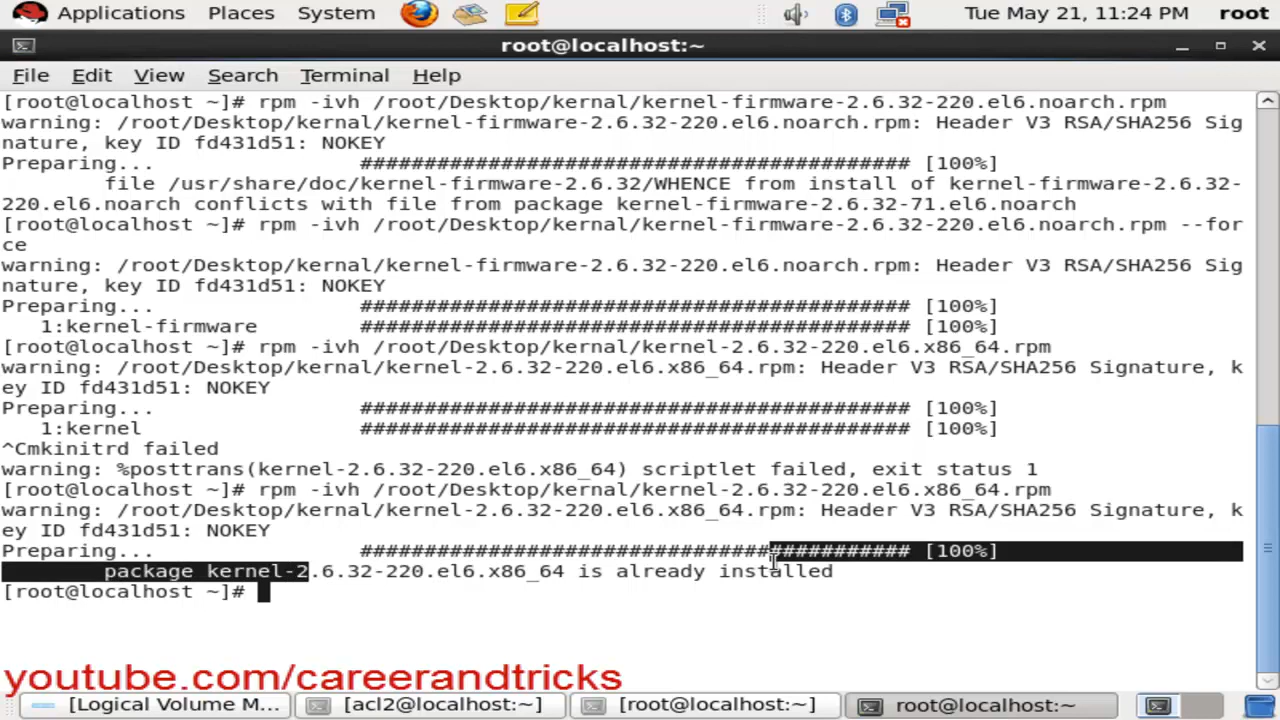 Applications Places System Tue May 21, 11:24 PM root
root@localhost:~
File Edit View Search Terminal Help
[root@localhost ~]# rpm -ivh /root/Desktop/kernal/kernel-firmware-2.6.32-220.el6.noarch.rpm
warning: /root/Desktop/kernal/kernel-firmware-2.6.32-220.el6.noarch.rpm: Header V3 RSA/SHA256 Sig
nature, key ID fd431d51: NOKEY
Preparing... ########################################### [100%]
file /usr/share/doc/kernel-firmware-2.6.32/WHENCE from install of kernel-firmware-2.6.32-
220.el6.noarch conflicts with file from package kernel-firmware-2.6.32-71.el6.noarch
[root@localhost ~]# rpm -ivh /root/Desktop/kernal/kernel-firmware-2.6.32-220.el6.noarch.rpm --for
ce
warning: /root/Desktop/kernal/kernel-firmware-2.6.32-220.el6.noarch.rpm: Header V3 RSA/SHA256 Sig
nature, key ID fd431d51: NOKEY
Preparing... ########################################### [100%]
1:kernel-firmware ########################################### [100%]
[root@localhost ~]# rpm -ivh /root/Desktop/kernal/kernel-2.6.32-220.el6.x86_64.rpm
warning: /root/Desktop/kernal/kernel-2.6.32-220.el6.x86_64.rpm: Header V3 RSA/SHA256 Signature, k
ey ID fd431d51: NOKEY
Preparing... ########################################### [100%]
1:kernel ########################################### [100%]
^Cmkinitrd failed
warning: %posttrans(kernel-2.6.32-220.el6.x86_64) scriptlet failed, exit status 1
[root@localhost ~]# rpm -ivh /root/Desktop/kernal/kernel-2.6.32-220.el6.x86_64.rpm
warning: /root/Desktop/kernal/kernel-2.6.32-220.el6.x86_64.rpm: Header V3 RSA/SHA256 Signature, k
ey ID fd431d51: NOKEY
Preparing... ########################################### [100%]
package kernel-2.6.32-220.el6.x86_64 is already installed
[root@localhost ~]#
youtube.com/careerandtricks
[Logical Volume M... [acl2@localhost:~] [root@localhost:~] root@localhost:~